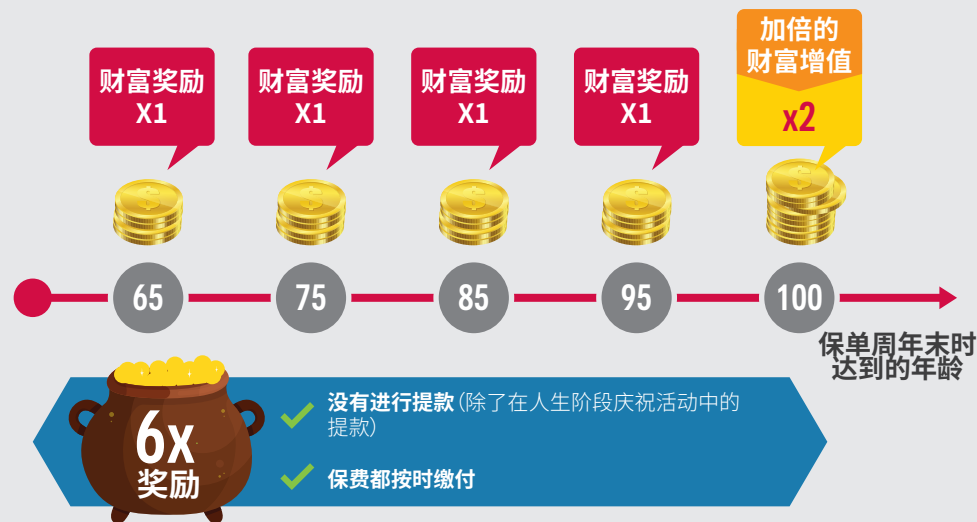 财富奖励
X1
财富奖励
X1
财富奖励
X1
财富奖励
X1
加倍的
财富增值
x2
65
75
85
95
100
保单周年末时
达到的年龄
6x
奖励
没有进行提款(除了在人生阶段庆祝活动中的
提款)
保费都按时缴付